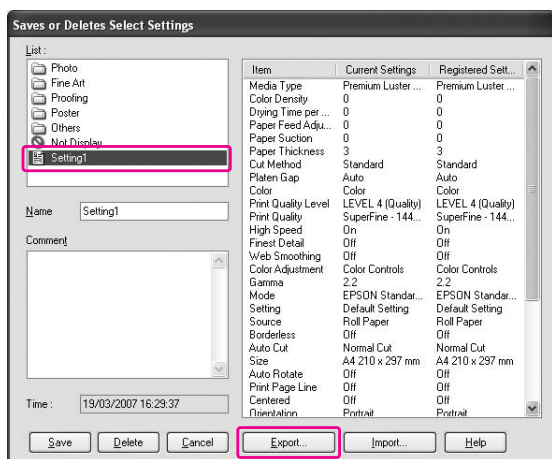 Saves or Deletes Select Settings
List :
Photo
Fine Art
Proofing
Poster
Others
Not Display
Setting1
Name Setting1
Comment
Time : 19/03/2007 16:29:37
Item Current Settings Registered Sett...
Media Type Premium Luster ... Premium Luster ...
Color Density 0 0
Drying Time per ... 0 0
Paper Feed Adju... 0 0
Paper Suction 0 0
Paper Thickness 3 3
Cut Method Standard Standard
Platen Gap Auto Auto
Color Color Color
Print Quality Level LEVEL 4 (Quality) LEVEL 4 (Quality)
Print Quality SuperFine - 144... SuperFine - 144...
High Speed On On
Finest Detail Off Off
Web Smoothing Off Off
Color Adjustment Color Controls Color Controls
Gamma 2.2 2.2
Mode EPSON Standar... EPSON Standar...
Setting Default Setting Default Setting
Source Roll Paper Roll Paper
Borderless Off Off
Auto Cut Normal Cut Normal Cut
Size A4 210 x 297 mm A4 210 x 297 mm
Auto Rotate Off Off
Print Page Line Off Off
Centered Off Off
Orientation Portrait Portrait
Save Delete Cancel Export... Import... Help